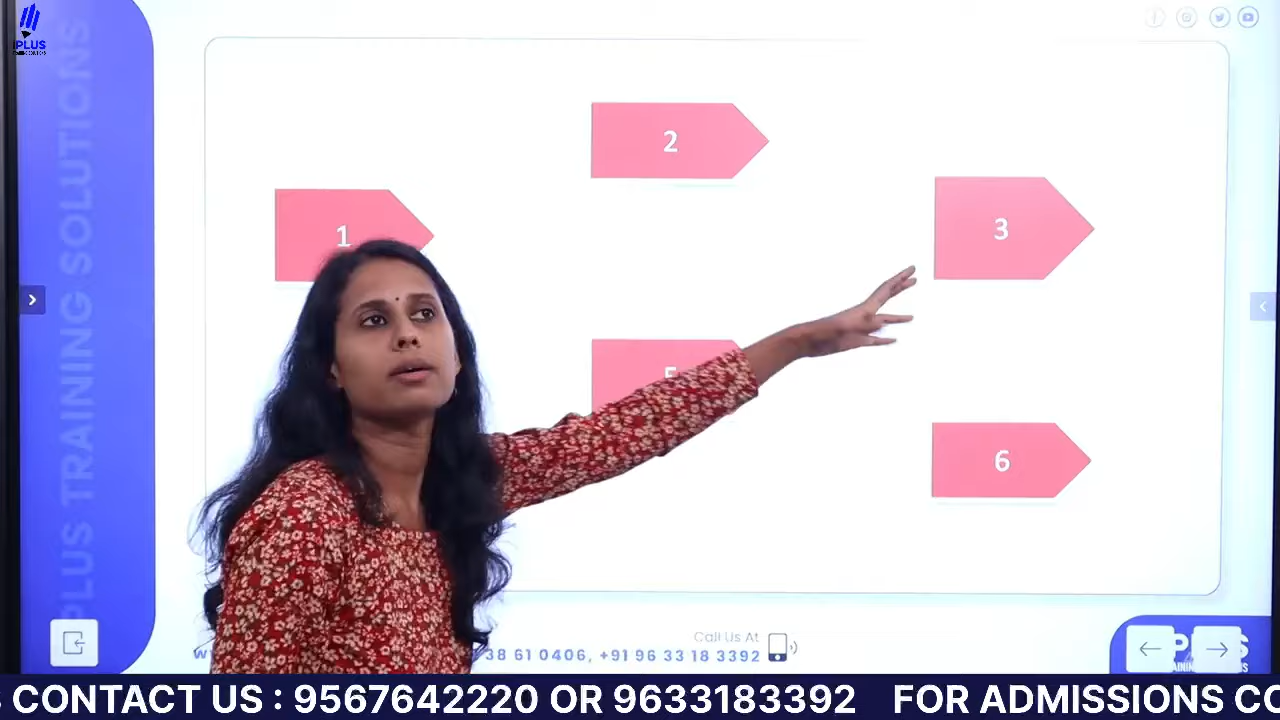 PLUS
PLUS TRAINING SOLUTIONS
2
1
3
5
6
Call Us At
38 61 0406, +91 96 33 18 3392
CONTACT US : 9567642220 OR 9633183392 FOR ADMISSIONS CO